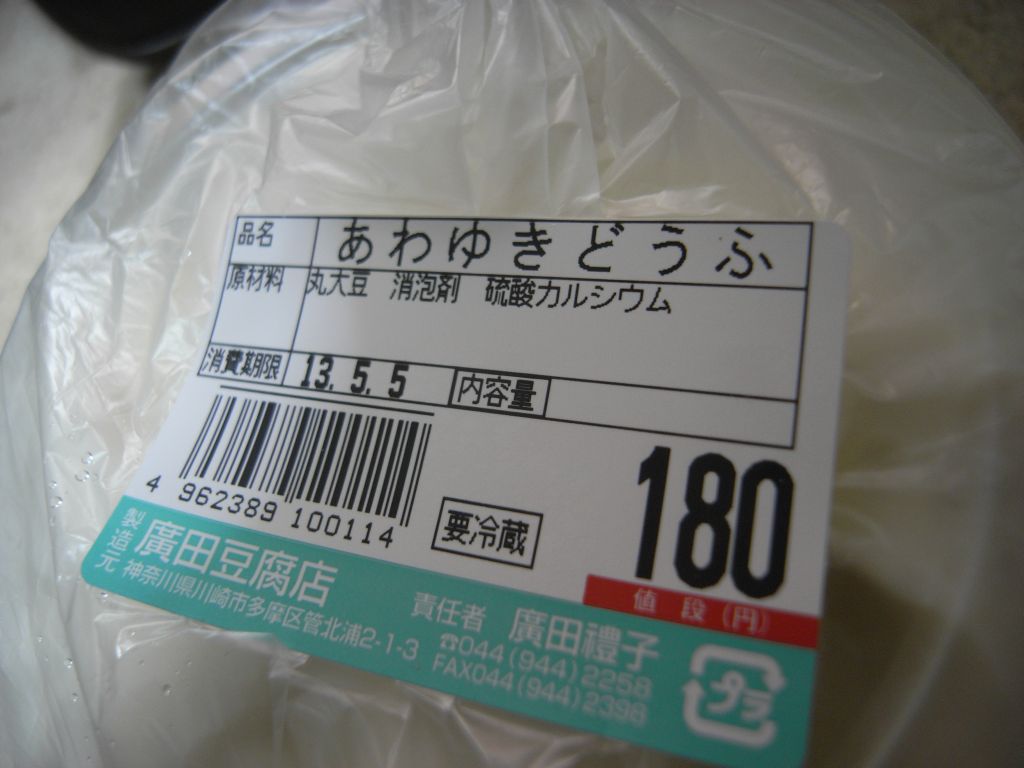 品名 あわゆきどうふ
原材料 丸大豆 消泡剤 硫酸カルシウム
消費期限 13.5.5 内容量
4 962389 100114
要冷蔵
180
値段(円)
製造元 廣田豆腐店
神奈川県川崎市多摩区菅北浦2-1-3
責任者 廣田禮子
☎044(944)2258
FAX044(944)2398
プラ